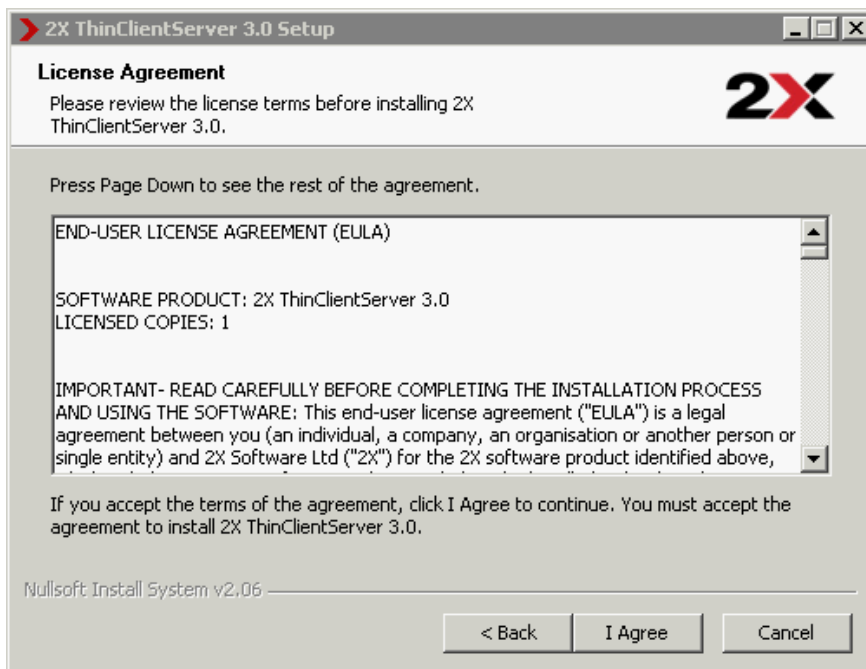 2X ThinClientServer 3.0 Setup
License Agreement
Please review the license terms before installing 2X
ThinClientServer 3.0.
2X
Press Page Down to see the rest of the agreement.
END-USER LICENSE AGREEMENT (EULA)
SOFTWARE PRODUCT: 2X ThinClientServer 3.0
LICENSED COPIES: 1
IMPORTANT- READ CAREFULLY BEFORE COMPLETING THE INSTALLATION PROCESS
AND USING THE SOFTWARE: This end-user license agreement ("EULA") is a legal
agreement between you (an individual, a company, an organisation or another person or
single entity) and 2X Software Ltd ("2X") for the 2X software product identified above,
If you accept the terms of the agreement, click I Agree to continue. You must accept the
agreement to install 2X ThinClientServer 3.0.
Nullsoft Install System v2.06
< Back
I Agree
Cancel